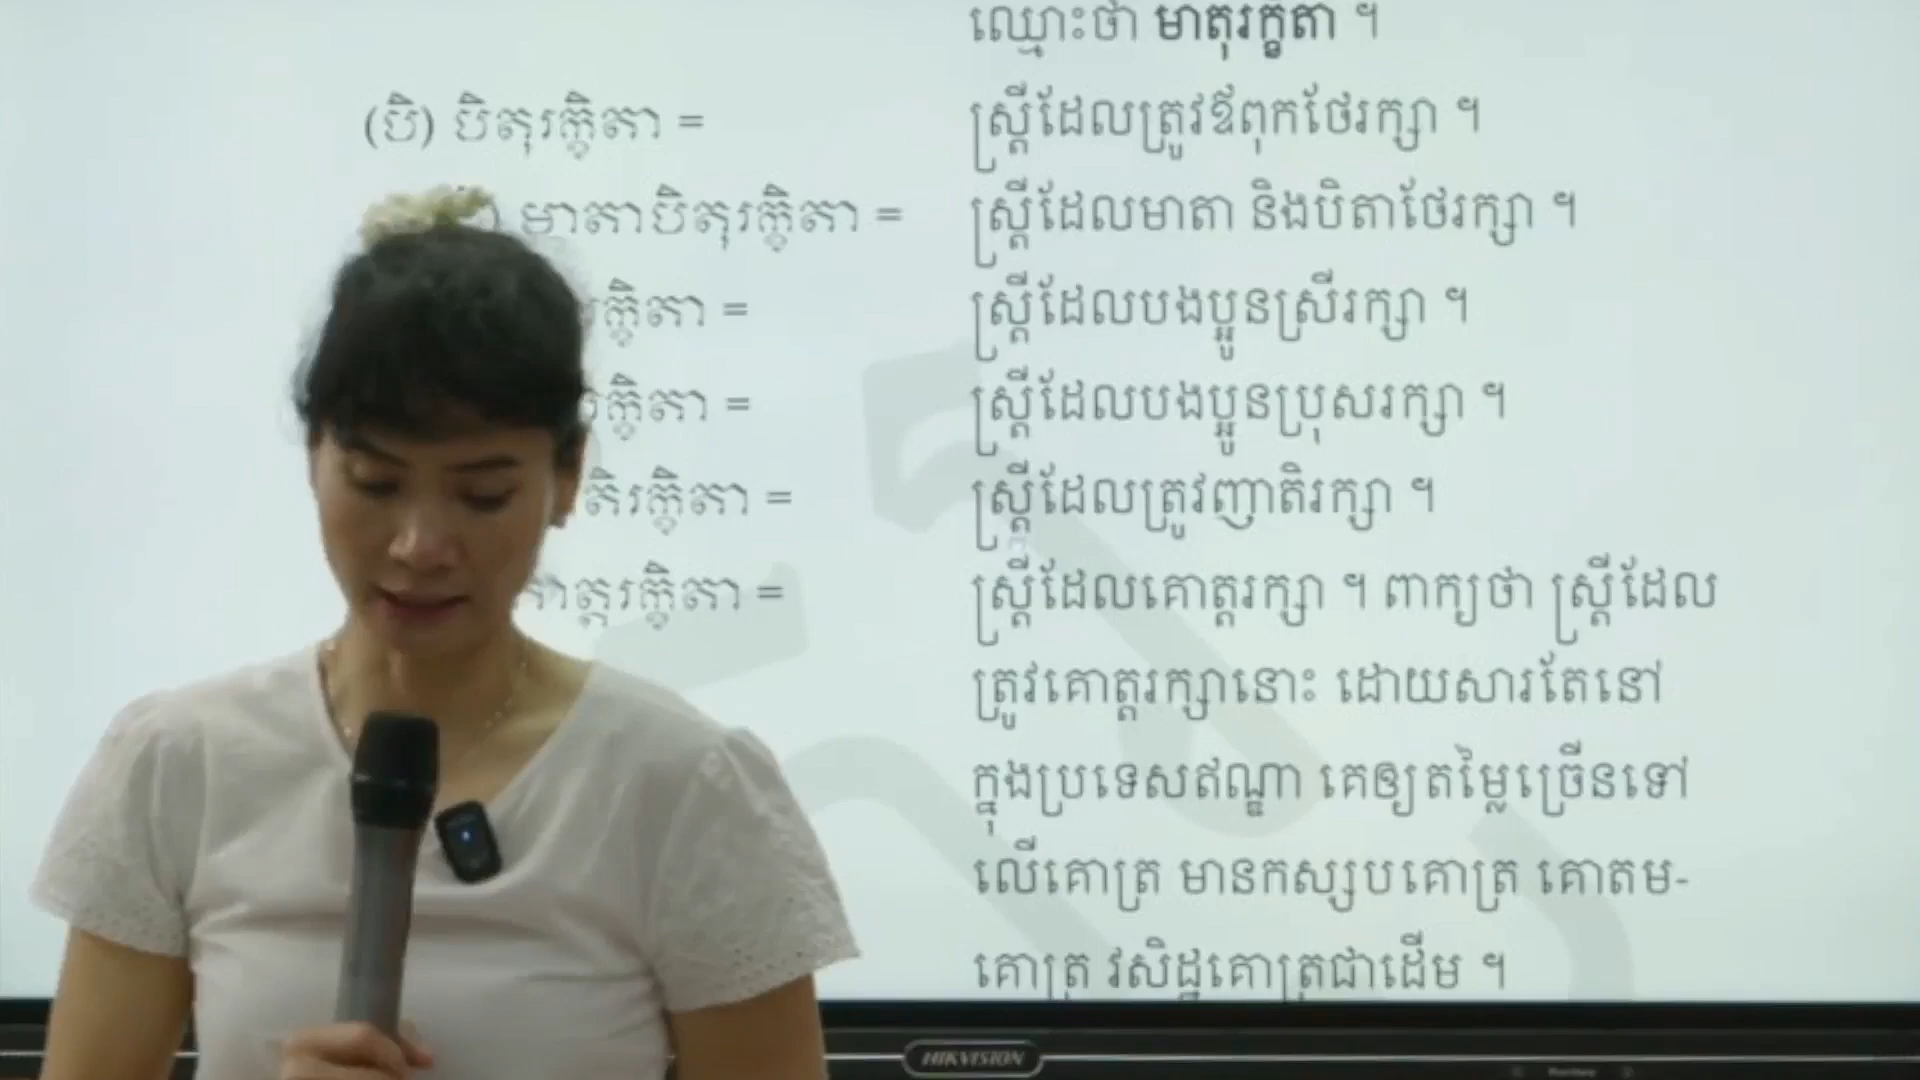 ឈ្មោះថា មាតុរក្ខិតា ។
(បិ) បិតុរក្ខិតា = ស្ត្រីដែលត្រូវឪពុកថែរក្សា ។
មាតាបិតុរក្ខិតា = ស្ត្រីដែលមាតា និងបិតាថែរក្សា ។
ក្ខិតា = ស្ត្រីដែលបងប្អូនស្រីរក្សា ។
ក្ខិតា = ស្ត្រីដែលបងប្អូនប្រុសរក្សា ។
តិរក្ខិតា = ស្ត្រីដែលត្រូវញាតិរក្សា ។
ត្តរក្ខិតា = ស្ត្រីដែលគោត្តរក្សា ។ ពាក្យថា ស្ត្រីដែល
ត្រូវគោត្តរក្សានោះ ដោយសារតែនៅ
ក្នុងប្រទេសឥណ្ឌា គេឲ្យតម្លៃច្រើនទៅ
លើគោត្រ មានកស្សបគោត្រ គោតម-
គោត្រ វសិដ្ឋគោត្រជាដើម ។
HIKVISION